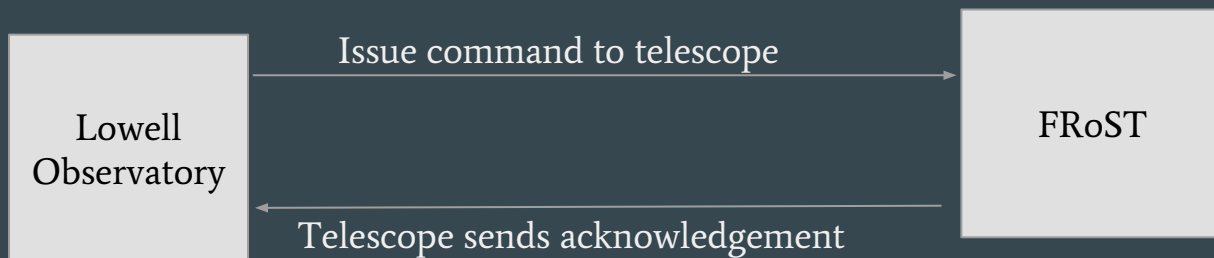 Issue command to telescope
Lowell
Observatory
FRoST
Telescope sends acknowledgement